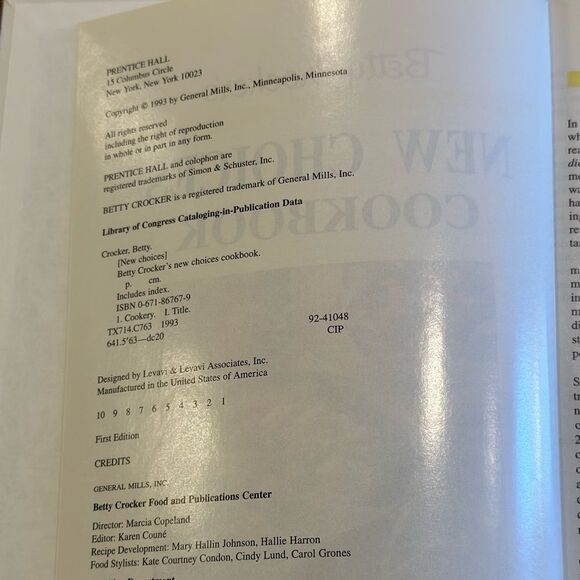 PRENTICE HALL
15 Columbus Circle
New York, New York 10023
Copyright © 1993 by General Mills, Inc., Minneapolis, Minnesota
All rights reserved
including the right of reproduction
in whole or in part in any form.
PRENTICE HALL and colophon are
registered trademarks of Simon & Schuster, Inc.
BETTY CROCKER is a registered trademark of General Mills, Inc.
Library of Congress Cataloging-in-Publication Data
Crocker, Betty.
[New choices]
Betty Crocker's new choices cookbook.
p. cm.
Includes index.
ISBN 0-671-86767-9
1. Cookery. I. Title.
TX714.C763 1993
641.5'63—dc20
92-41048
CIP
Designed by Levavi & Levavi Associates, Inc.
Manufactured in the United States of America
10 9 8 7 6 5 4 3 2 1
First Edition
CREDITS
GENERAL MILLS, INC.
Betty Crocker Food and Publications Center
Director: Marcia Copeland
Editor: Karen Couné
Recipe Development: Mary Hallin Johnson, Hallie Harron
Food Stylists: Kate Courtney Condon, Cindy Lund, Carol Grones
NEW CHOICES
COOKBOOK
In